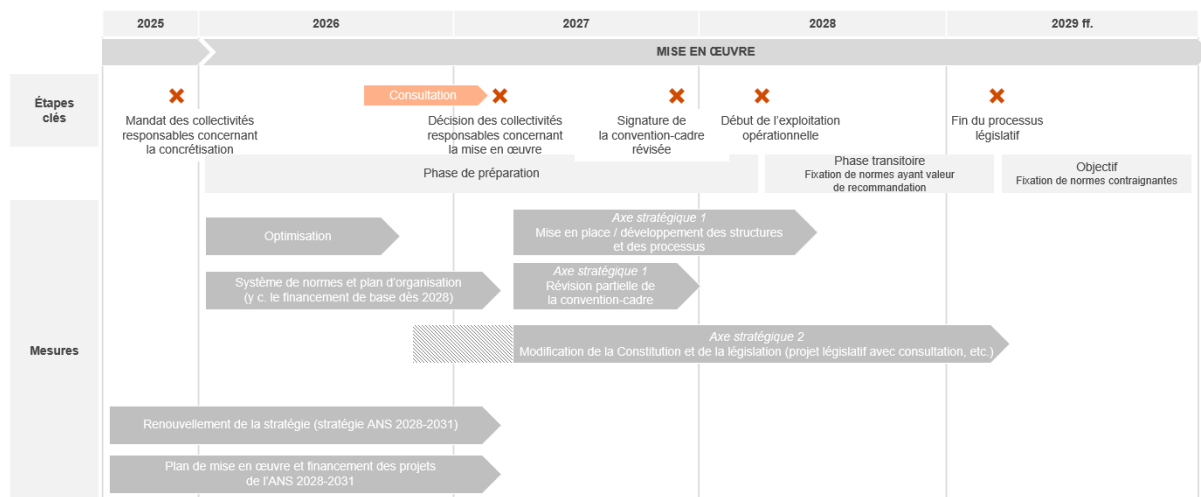 2025
2026
2027
2028
2029 ff.
MISE EN ŒUVRE
Étapes
clés
Consultation
Mandat des collectivités
responsables concernant
la concrétisation
Décision des collectivités
responsables concernant
la mise en œuvre
Signature de
la convention-cadre
révisée
Début de l'exploitation
opérationnelle
Fin du processus
législatif
Phase de préparation
Phase transitoire
Fixation de normes ayant valeur
de recommandation
Objectif
Fixation de normes contraignantes
Mesures
Optimisation
Axe stratégique 1
Mise en place / développement des structures
et des processus
Système de normes et plan d'organisation
(y c. le financement de base dès 2028)
Axe stratégique 1
Révision partielle de
la convention-cadre
Axe stratégique 2
Modification de la Constitution et de la législation (projet législatif avec consultation, etc.)
Renouvellement de la stratégie (stratégie ANS 2028-2031)
Plan de mise en œuvre et financement des projets
de l'ANS 2028-2031